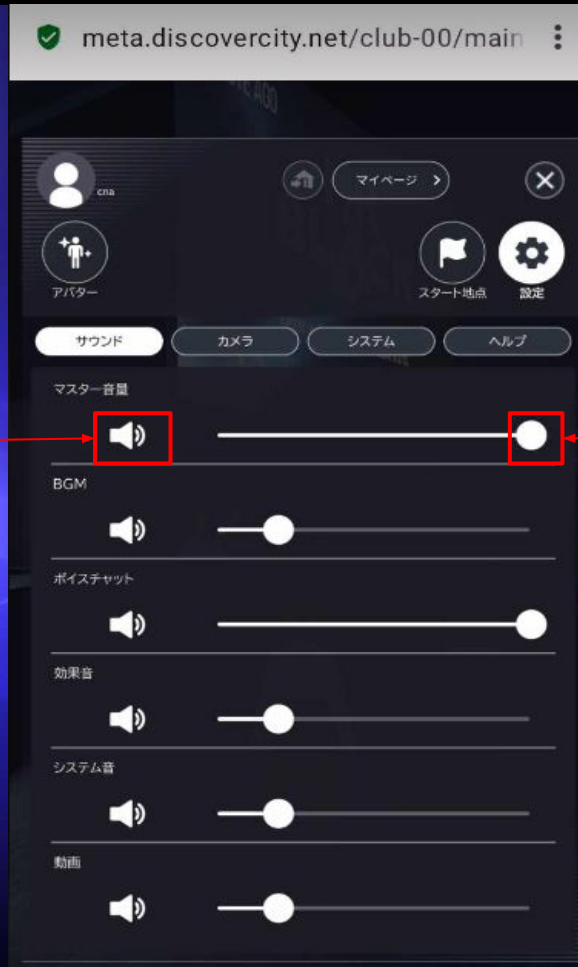 meta.discovercity.net/club-00/main
AGO
cna
マイページ >
アバター
スタート地点
設定
サウンド
カメラ
システム
ヘルプ
マスター音量
BGM
ボイスチャット
効果音
システム音
動画